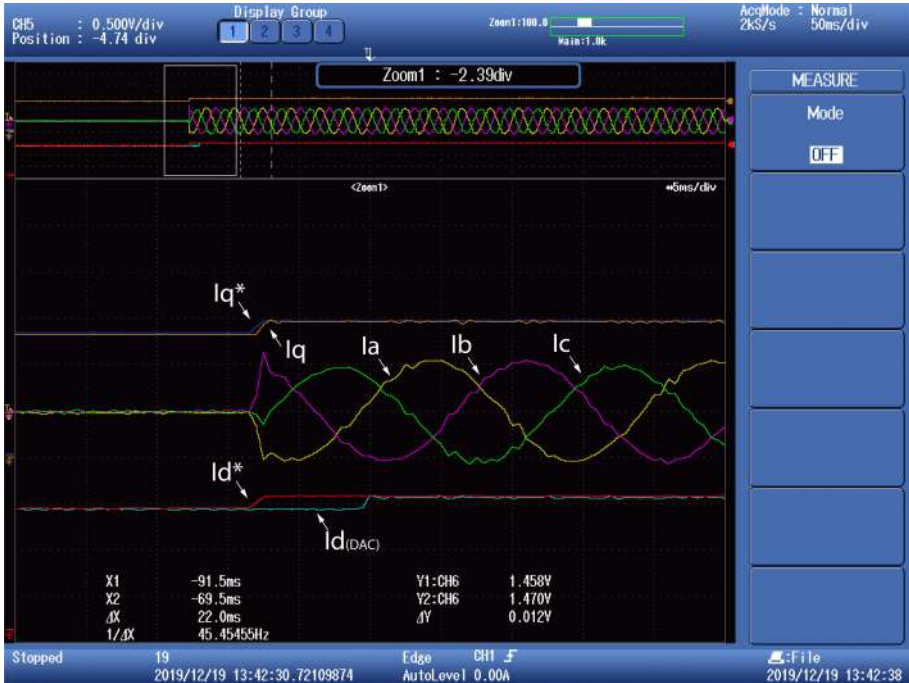 CH5 : 0.500V/div
Position : -4.74 div
Display Group
1 2 3 4
Zoom1:100.0
Main:1.0k
AcqMode : Normal
2kS/s 50ms/div
Zoom1 : -2.39div
MEASURE
Mode
OFF
<Zoom1>
5ms/div
Iq*
Iq
Ia
Ib
Ic
Id*
Id(DAC)
X1 -91.5ms Y1:CH6 1.458V
X2 -69.5ms Y2:CH6 1.470V
ΔX 22.0ms ΔY 0.012V
1/ΔX 45.45455Hz
Stopped 19 Edge CH1 :File
2019/12/19 13:42:30.72109874 AutoLevel 0.00A 2019/12/19 13:42:38